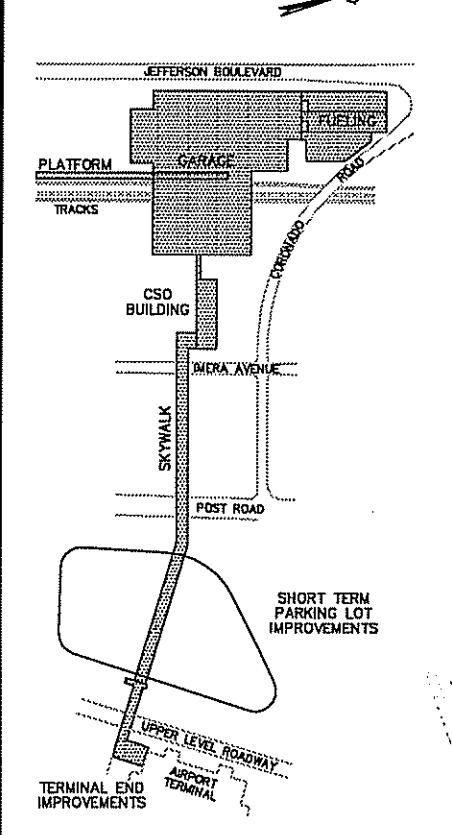 JEFFERSON BOULEVARD
FUELING
GARAGE
PLATFORM
TRACKS
CORONADO
ROAD
CSO
BUILDING
IMERA AVENUE
SKYWALK
POST ROAD
SHORT TERM
PARKING LOT
IMPROVEMENTS
UPPER LEVEL ROADWAY
AIRPORT
TERMINAL
TERMINAL END
IMPROVEMENTS